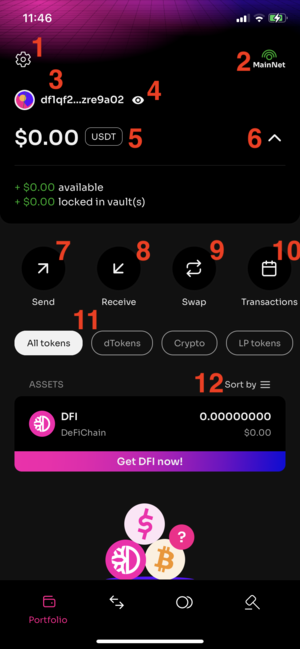 11:46
1
2
MainNet
3
df1qf2...zre9a02
4
$0.00 USDT 5
6
+ $0.00 available
+ $0.00 locked in vault(s)
7 8 9 10
Send Receive Swap Transactions
11
All tokens dTokens Crypto LP tokens
ASSETS 12 Sort by
DFI 0.00000000
DeFiChain $0.00
Get DFI now!
$
?
Portfolio